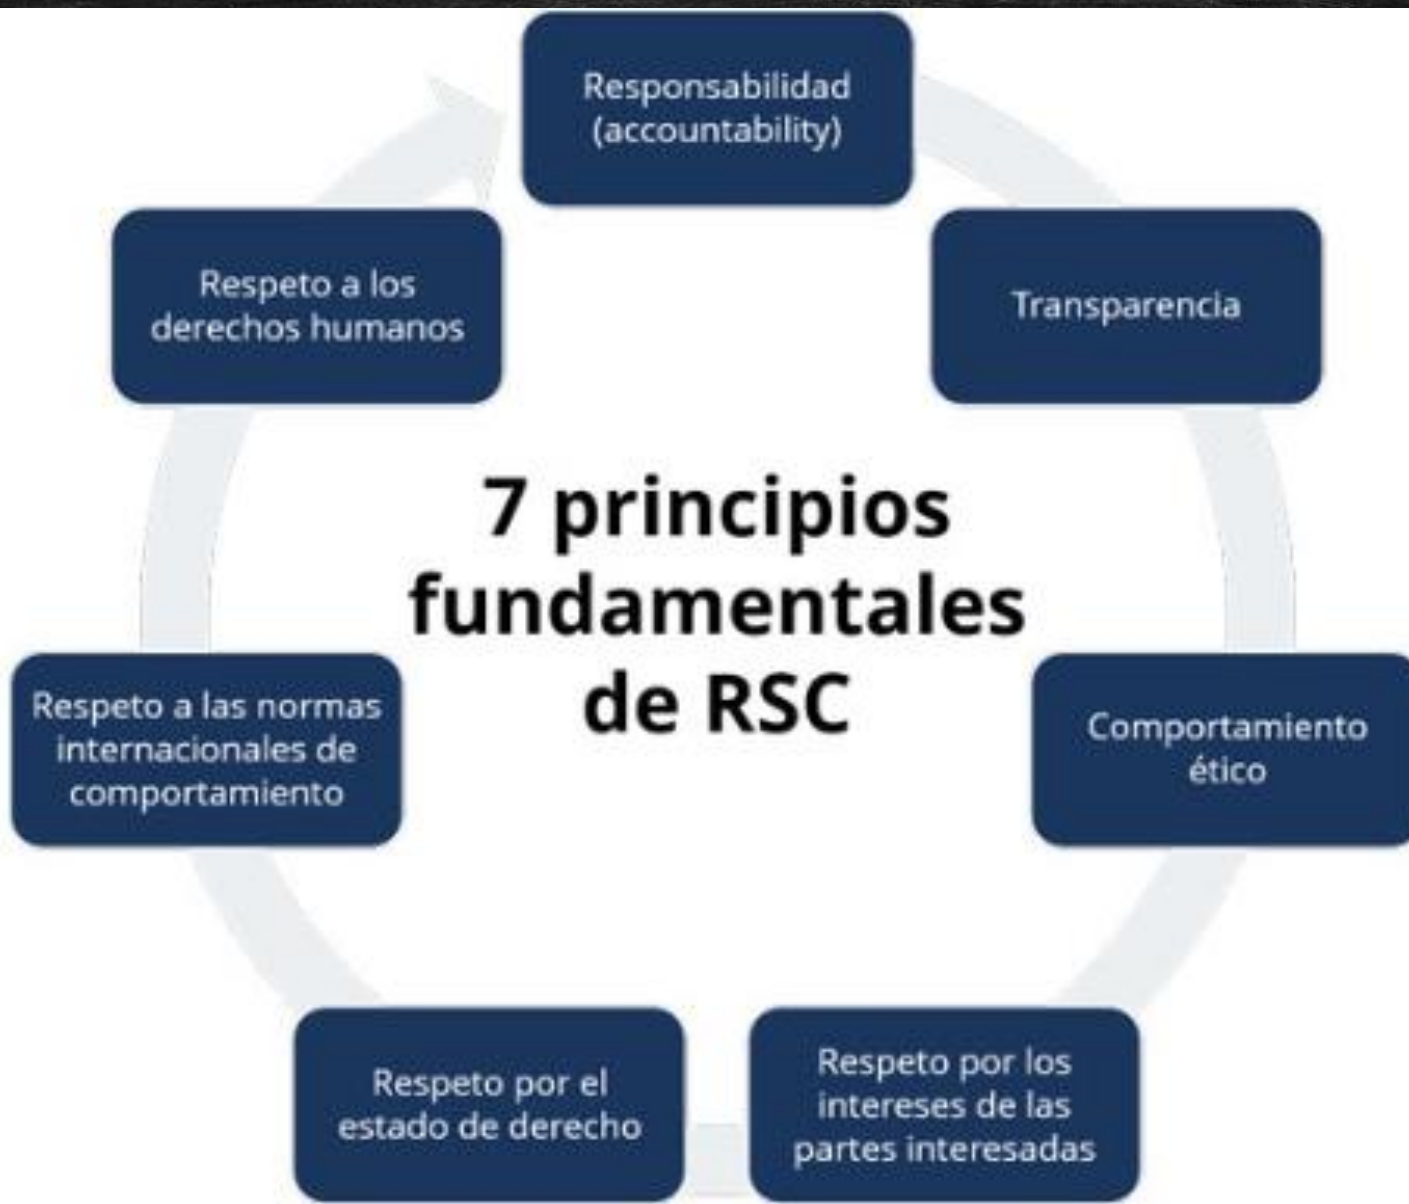 Responsabilidad
(accountability)
Transparencia
Comportamiento
ético
Respeto por los
intereses de las
partes interesadas
Respeto por el
estado de derecho
Respeto a las normas
internacionales de
comportamiento
Respeto a los
derechos humanos
7 principios
fundamentales
de RSC